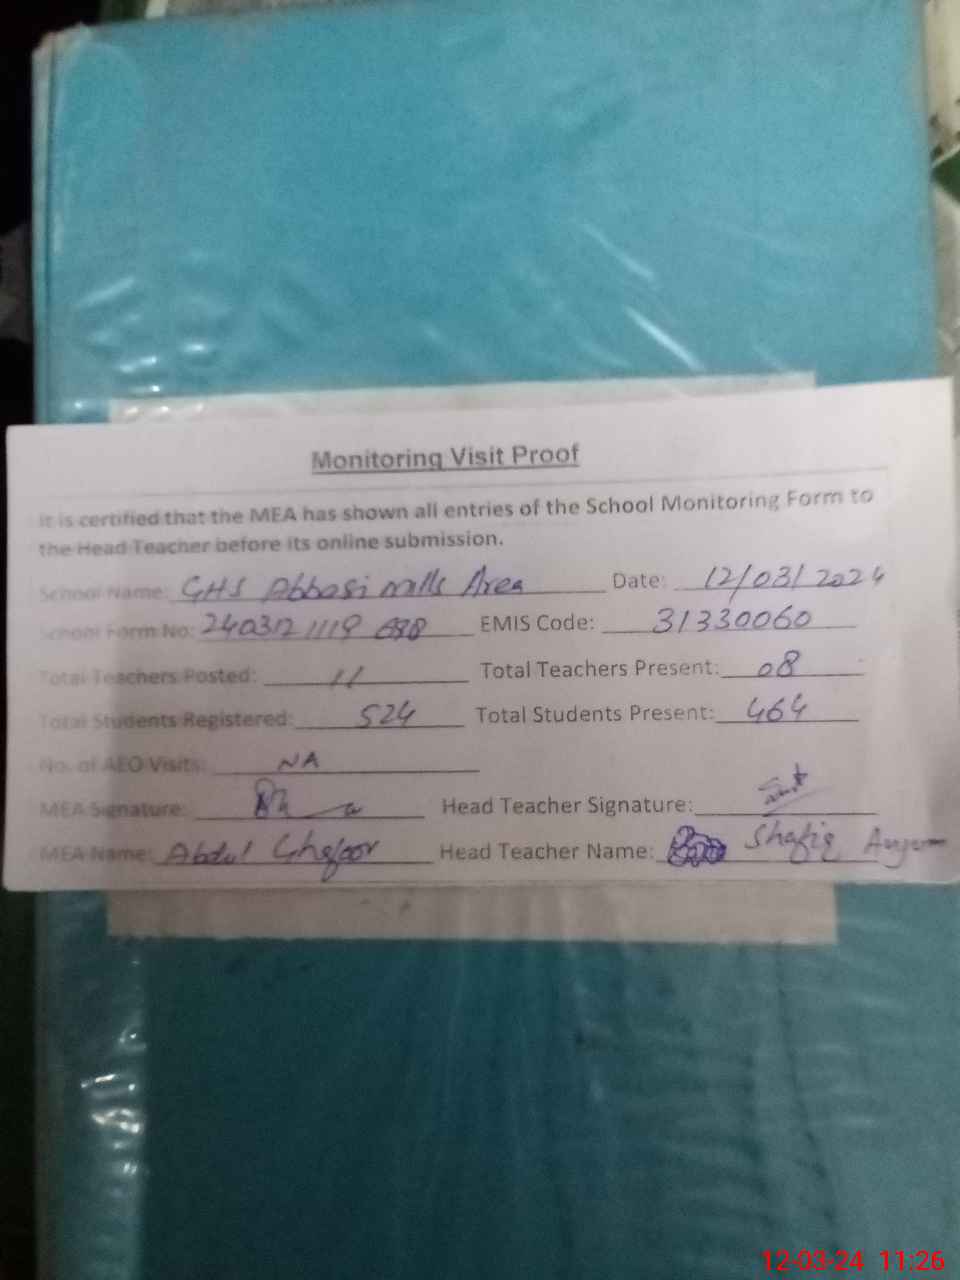 Monitoring Visit Proof
It is certified that the MEA has shown all entries of the School Monitoring Form to
the Head Teacher before its online submission.
School Name: GHS Abbasi mills Area Date: 12/03/2024
School Form No: 2403121119 EMIS Code: 31330060
Total Teachers Posted: 11 Total Teachers Present: 08
Total Students Registered: 524 Total Students Present: 464
No. of AEO Visits: NA
MEA Signature: Head Teacher Signature:
MEA Name: Abdul Ghafoor Head Teacher Name: Shafiq Anjum
12-03-24 11:26